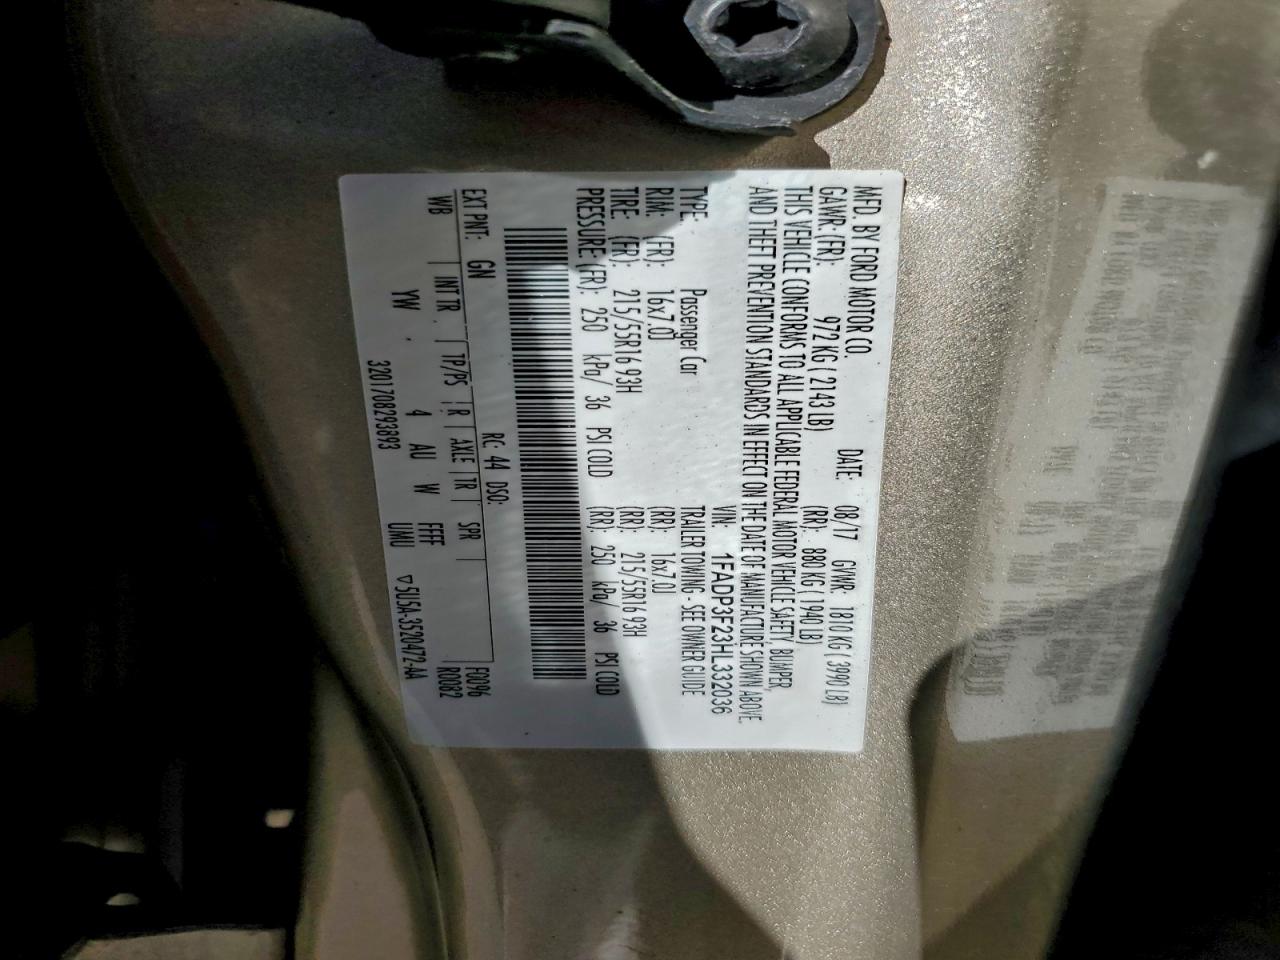 MFD. BY FORD MOTOR CO.
DATE: 08/17 GVWR: 1810 KG ( 3990 LB)
GAWR: (FR): 972 KG ( 2143 LB) (RR): 880 KG ( 1940 LB)
THIS VEHICLE CONFORMS TO ALL APPLICABLE FEDERAL MOTOR VEHICLE SAFETY, BUMPER,
AND THEFT PREVENTION STANDARDS IN EFFECT ON THE DATE OF MANUFACTURE SHOWN ABOVE.
VIN: 1FADP3F23HL332036
TYPE: Passenger Car TRAILER TOWING - SEE OWNER GUIDE
RIM: (FR): 16x7.0J (RR): 16x7.0J
TIRE: (FR): 215/55R16 93H (RR): 215/55R16 93H
PRESSURE: (FR): 250 kPa/ 36 PSI COLD (RR): 250 kPa/ 36 PSI COLD
EXT PNT: GN RC: 44 DSO: F0096
WB INT TR TP/PS R AXLE TR SPR R0082
YW 4 AU W FFFF
3201708293893 UMU ▽5U5A-3520472-AA